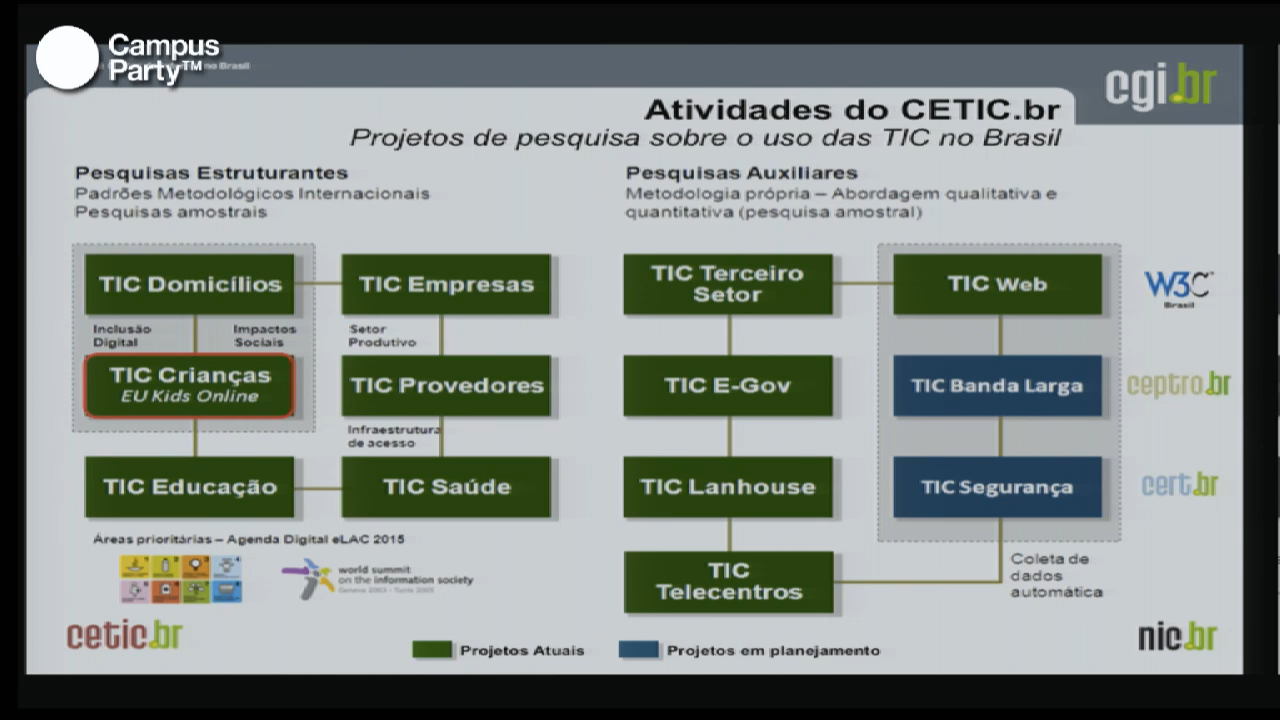 Campus
Party™
no Brasil
cgi.br
Atividades do CETIC.br
Projetos de pesquisa sobre o uso das TIC no Brasil
Pesquisas Estruturantes
Padrões Metodológicos Internacionais
Pesquisas amostrais
Pesquisas Auxiliares
Metodologia própria – Abordagem qualitativa e
quantitativa (pesquisa amostral)
TIC Domicílios
TIC Empresas
TIC Terceiro
Setor
TIC Web
W3C
Brasil
Inclusão
Digital
Impactos
Sociais
Setor
Produtivo
TIC Crianças
EU Kids Online
TIC Provedores
TIC E-Gov
TIC Banda Larga
ceptro.br
Infraestrutura
de acesso
TIC Educação
TIC Saúde
TIC Lanhouse
TIC Segurança
cert.br
Áreas prioritárias – Agenda Digital eLAC 2015
world summit
on the information society
Geneva 2003 - Tunis 2005
TIC
Telecentros
Coleta de
dados
automática
cetic.br
Projetos Atuais
Projetos em planejamento
nic.br